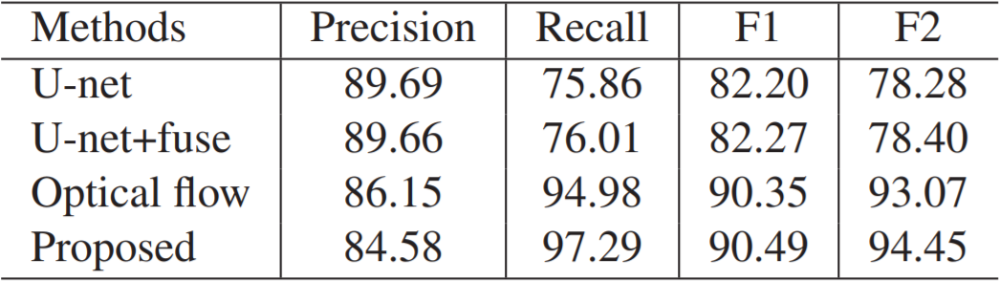 Methods Precision Recall F1 F2
U-net 89.69 75.86 82.20 78.28
U-net+fuse 89.66 76.01 82.27 78.40
Optical flow 86.15 94.98 90.35 93.07
Proposed 84.58 97.29 90.49 94.45